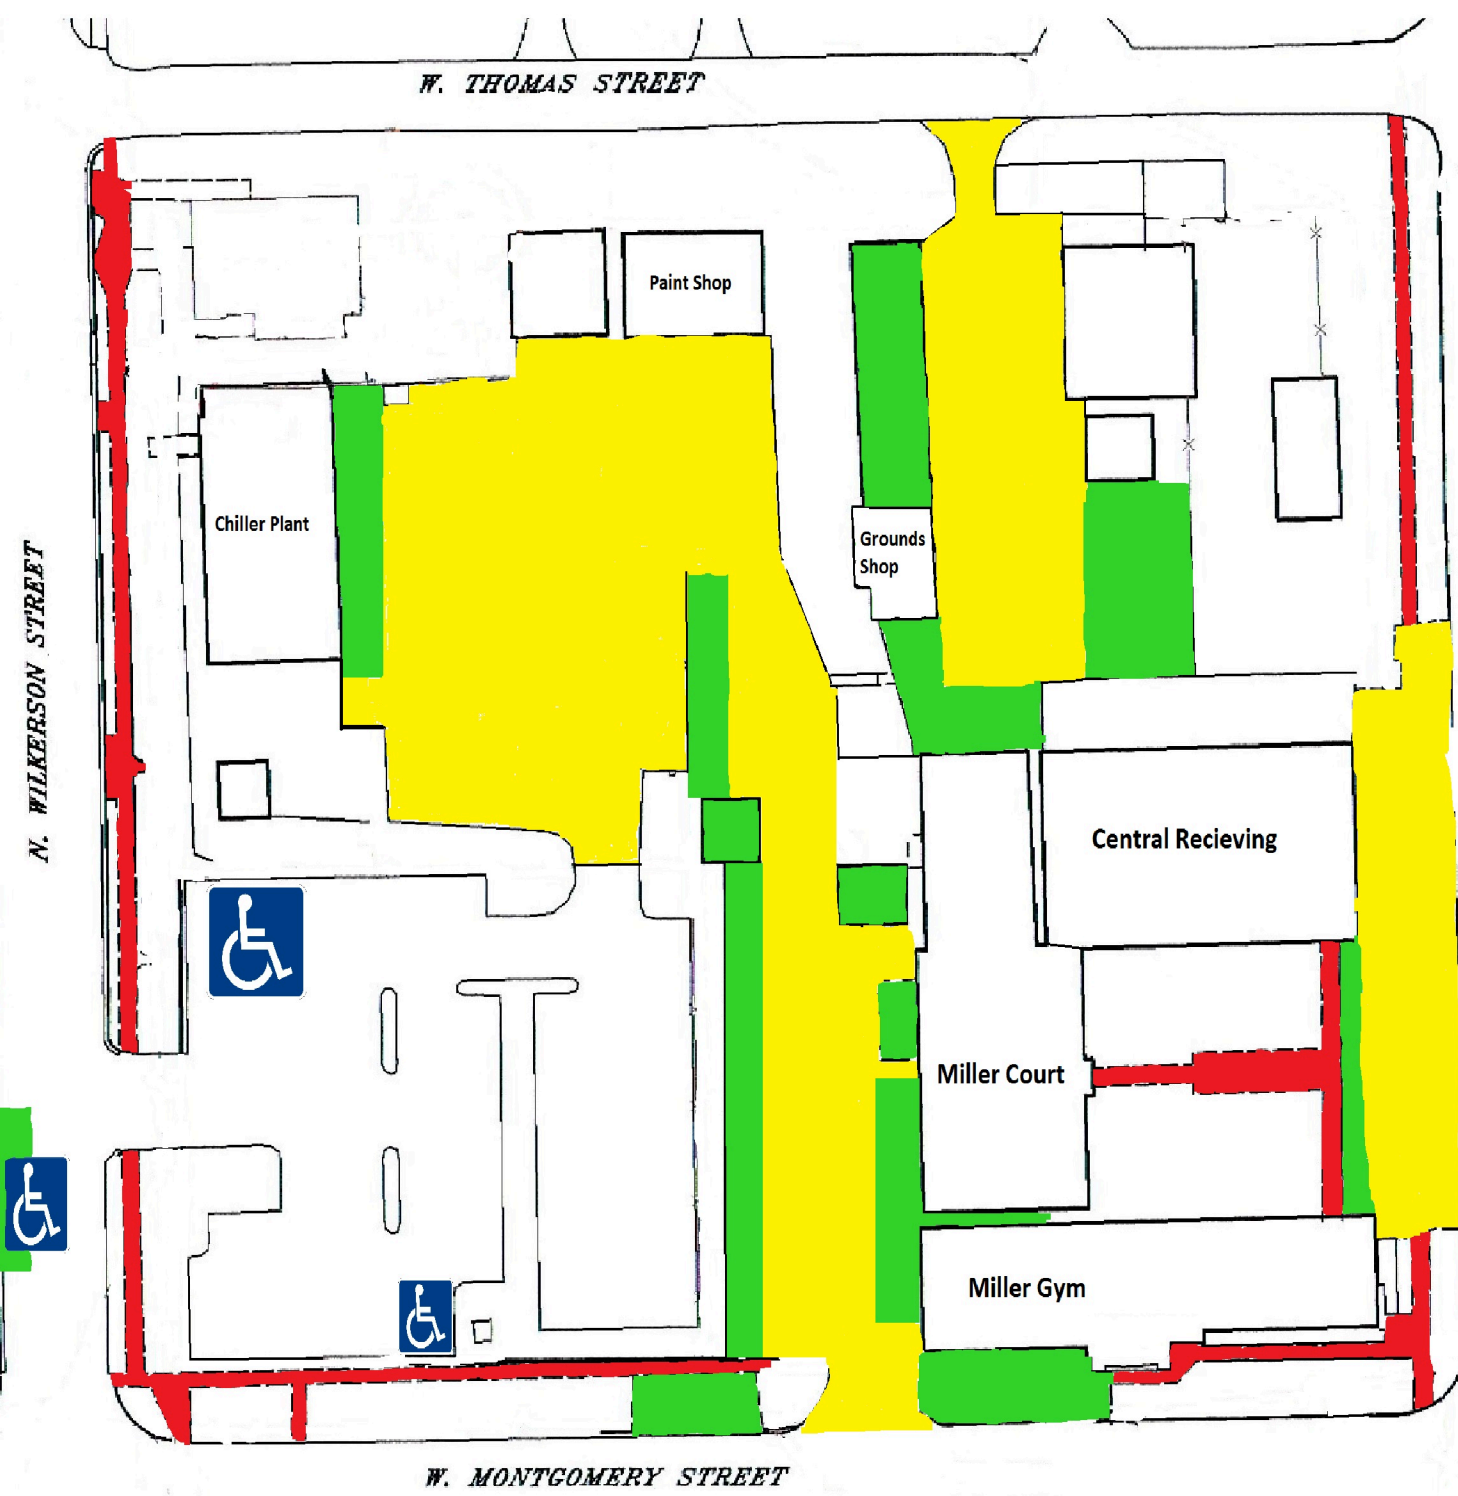 W. THOMAS STREET
Paint Shop
Chiller Plant
Grounds
Shop
N. WILKERSON STREET
Central Recieving
Miller Court
Miller Gym
W. MONTGOMERY STREET